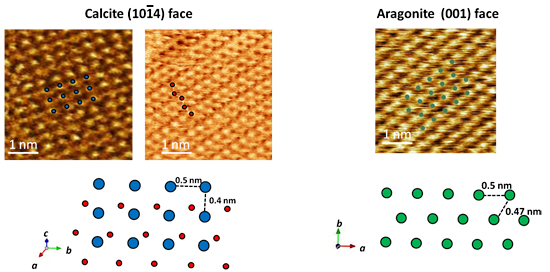 Calcite (101̅4) face
Aragonite (001) face
1 nm
1 nm
1 nm
0.5 nm
0.4 nm
c
b
a
0.5 nm
0.47 nm
b
a